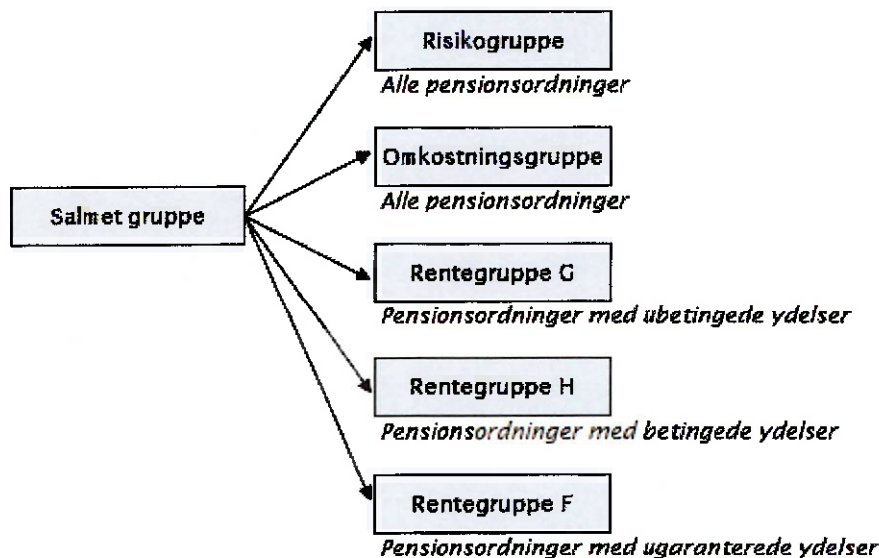 Risikogruppe
Alle pensionsordninger
Omkostningsgruppe
Alle pensionsordninger
Salmet gruppe
Rentegruppe G
Pensionsordninger med ubetingede ydelser
Rentegruppe H
Pensionsordninger med betingede ydelser
Rentegruppe F
Pensionsordninger med ugaranterede ydelser